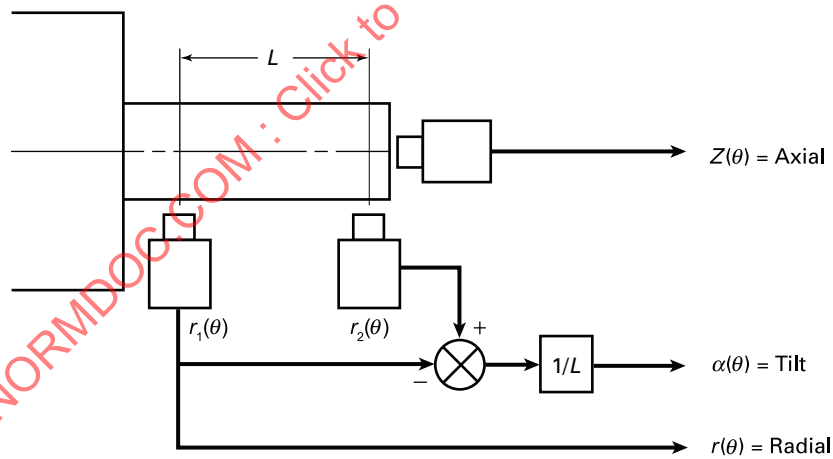 L
Z(θ) = Axial
r₁(θ)
r₂(θ)
+
−
1/L
α(θ) = Tilt
r(θ) = Radial
NORMDOC.COM : Click to